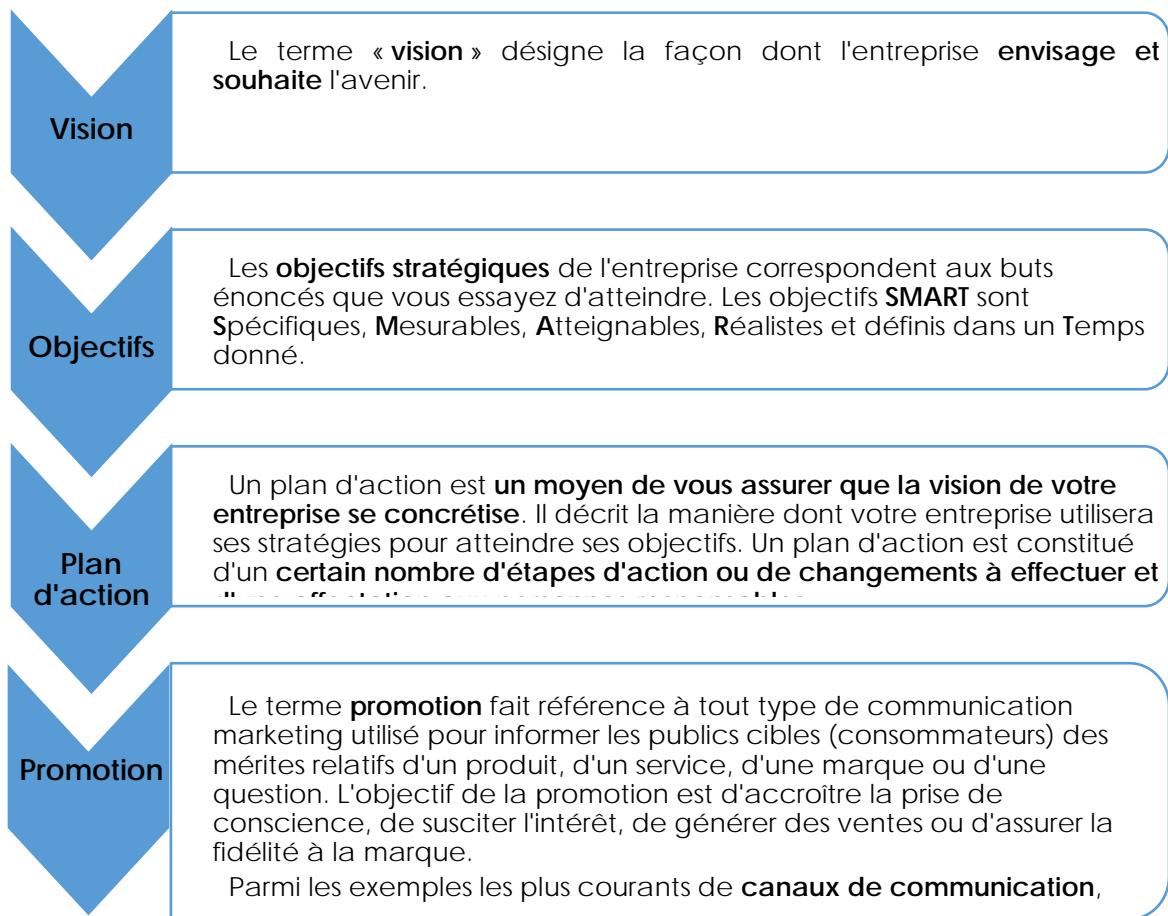 Vision
Le terme « vision » désigne la façon dont l'entreprise envisage et
souhaite l'avenir.
Objectifs
Les objectifs stratégiques de l'entreprise correspondent aux buts
énoncés que vous essayez d'atteindre. Les objectifs SMART sont
Spécifiques, Mesurables, Atteignables, Réalistes et définis dans un Temps
donné.
Plan
d'action
Un plan d'action est un moyen de vous assurer que la vision de votre
entreprise se concrétise. Il décrit la manière dont votre entreprise utilisera
ses stratégies pour atteindre ses objectifs. Un plan d'action est constitué
d'un certain nombre d'étapes d'action ou de changements à effectuer et
Promotion
Le terme promotion fait référence à tout type de communication
marketing utilisé pour informer les publics cibles (consommateurs) des
mérites relatifs d'un produit, d'un service, d'une marque ou d'une
question. L'objectif de la promotion est d'accroître la prise de
conscience, de susciter l'intérêt, de générer des ventes ou d'assurer la
fidélité à la marque.
Parmi les exemples les plus courants de canaux de communication,